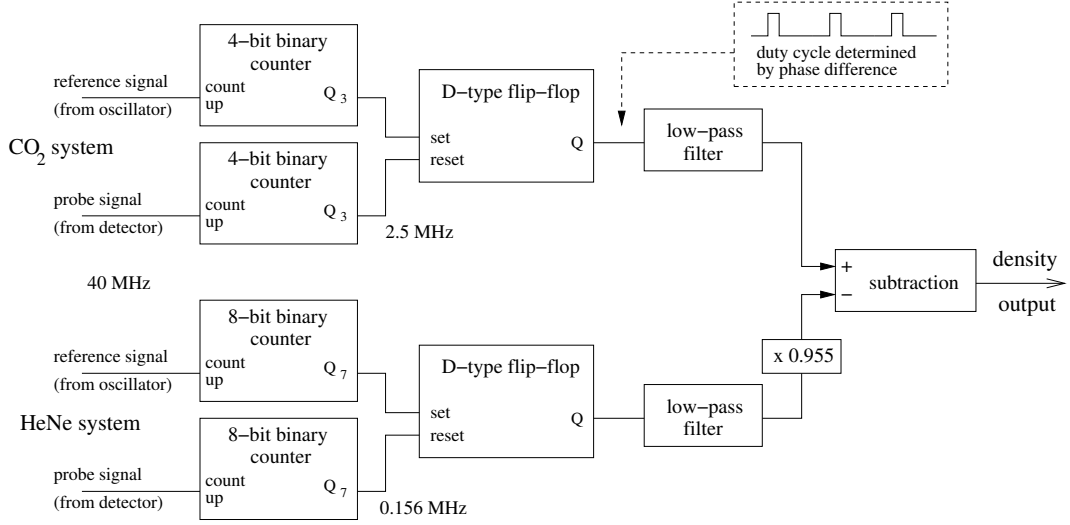 duty cycle determined
by phase difference
4−bit binary
counter
reference signal
(from oscillator)
count
up
Q 3
D−type flip−flop
set
reset
Q
low−pass
filter
CO2 system
4−bit binary
counter
probe signal
(from detector)
count
up
Q 3
2.5 MHz
40 MHz
+
−
subtraction
density
output
8−bit binary
counter
reference signal
(from oscillator)
count
up
Q 7
D−type flip−flop
set
reset
Q
low−pass
filter
x 0.955
HeNe system
8−bit binary
counter
probe signal
(from detector)
count
up
Q 7
0.156 MHz